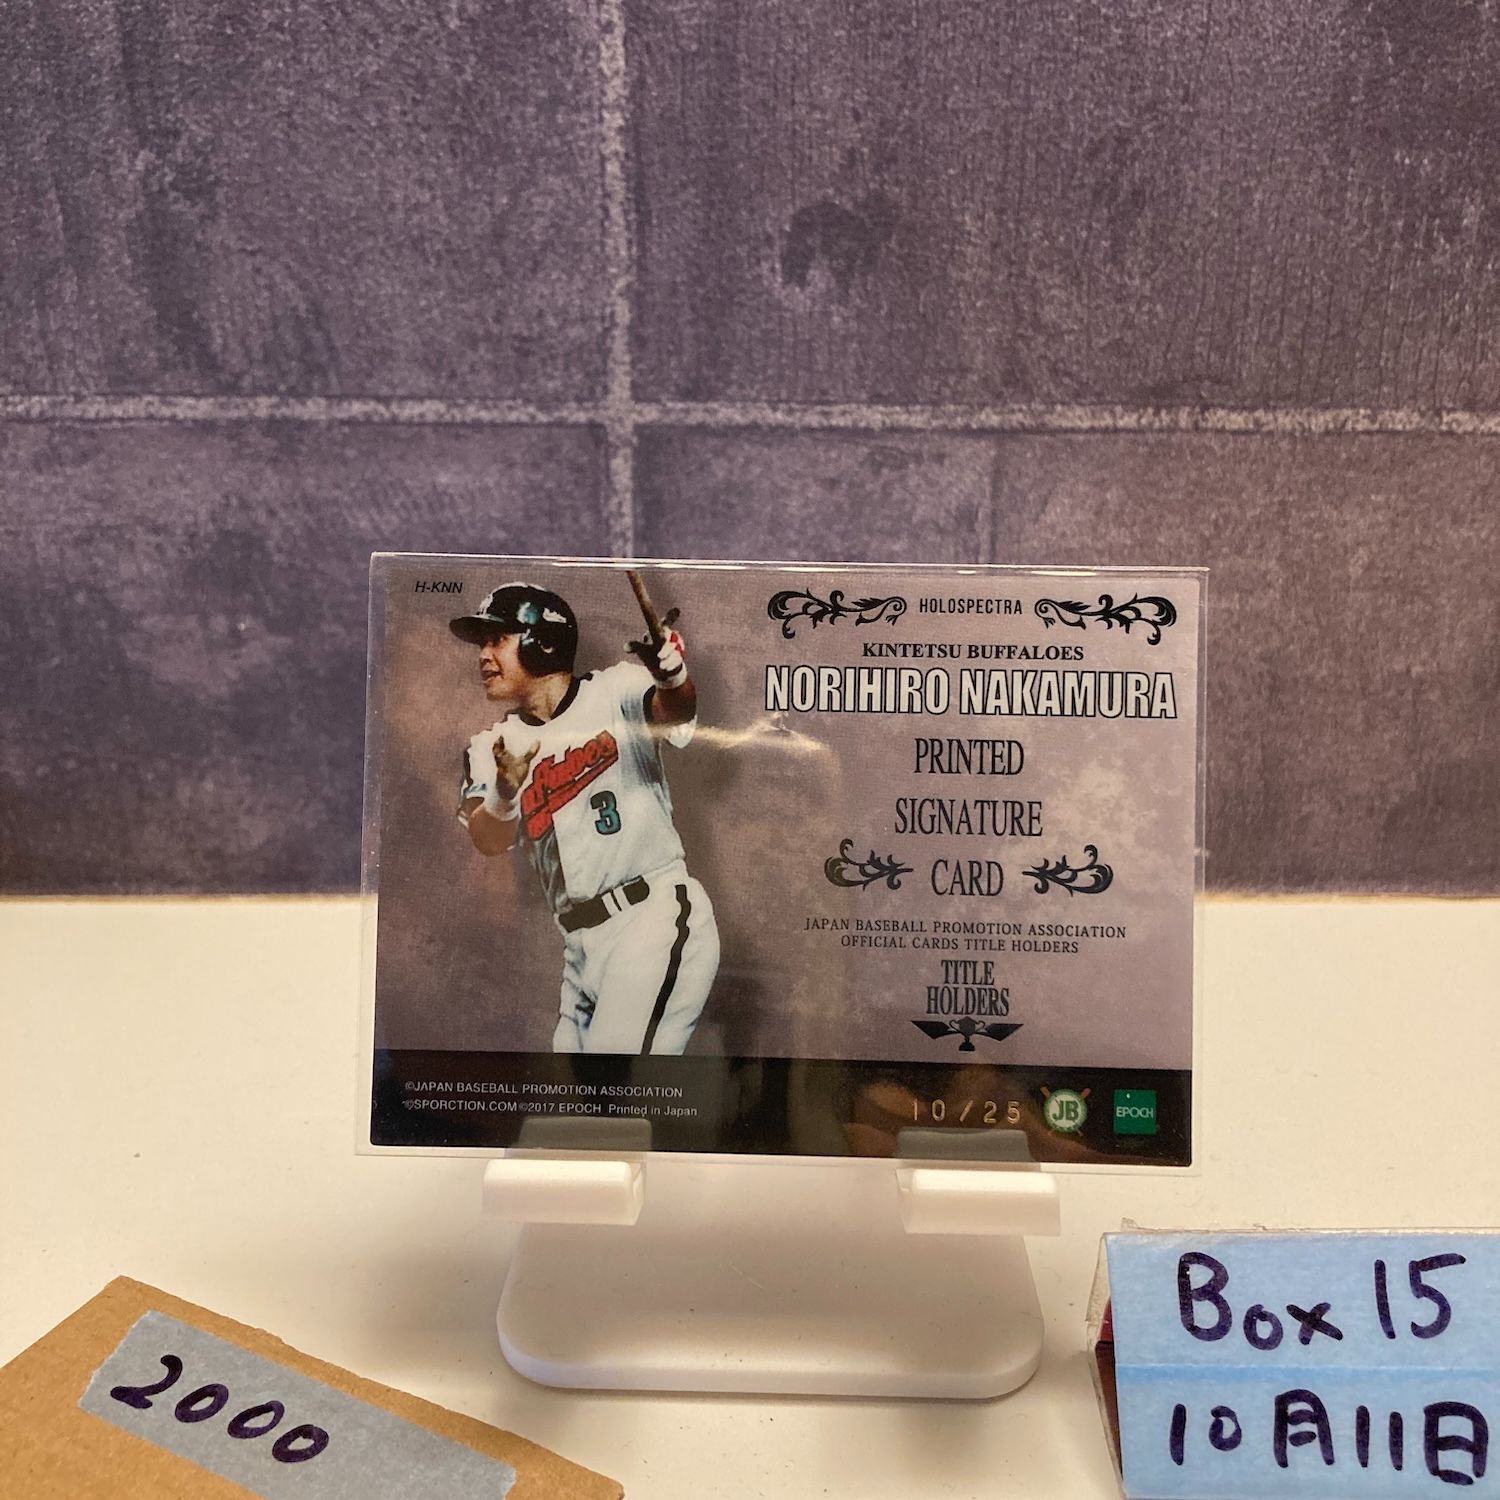 H-KNN
HOLOSPECTRA
KINTETSU BUFFALOES
NORIHIRO NAKAMURA
PRINTED
SIGNATURE
CARD
JAPAN BASEBALL PROMOTION ASSOCIATION
OFFICIAL CARDS TITLE HOLDERS
TITLE
HOLDERS
3
©JAPAN BASEBALL PROMOTION ASSOCIATION
©SPORCTION.COM ©2017 EPOCH Printed in Japan
10/25
JB
EPOCH
2000
Box 15
10月11日